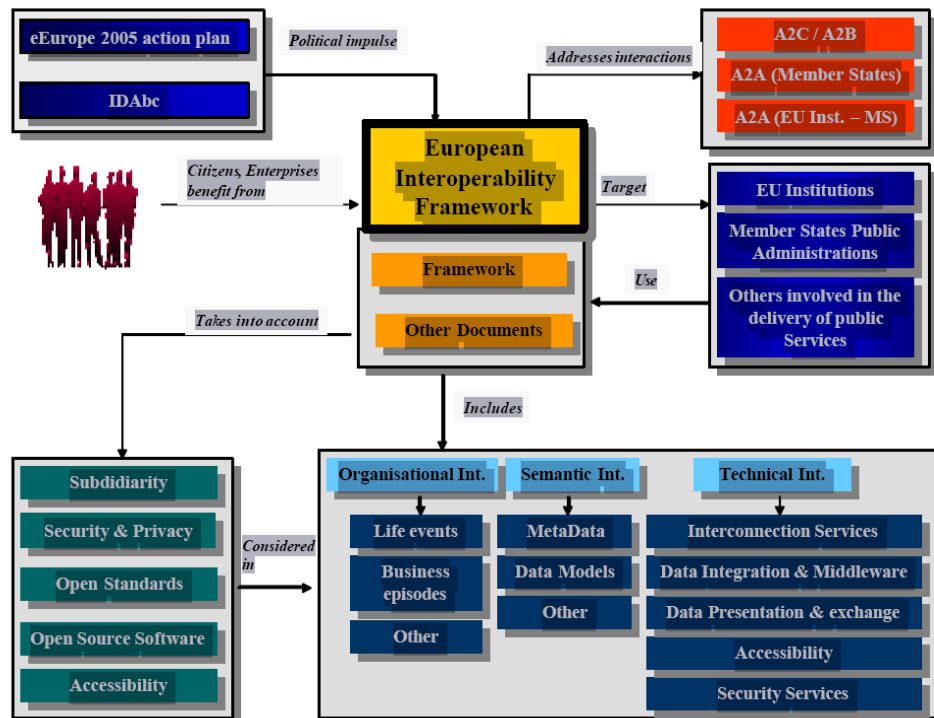 eEurope 2005 action plan
IDAbc
Political impulse
Addresses interactions
A2C / A2B
A2A (Member States)
A2A (EU Inst. – MS)
European
Interoperability
Framework
Citizens, Enterprises
benefit from
Target
EU Institutions
Member States Public
Administrations
Others involved in the
delivery of public
Services
Use
Framework
Other Documents
Takes into account
Includes
Subdidiarity
Security & Privacy
Open Standards
Open Source Software
Accessibility
Considered
in
Organisational Int.
Life events
Business
episodes
Other
Semantic Int.
MetaData
Data Models
Other
Technical Int.
Interconnection Services
Data Integration & Middleware
Data Presentation & exchange
Accessibility
Security Services